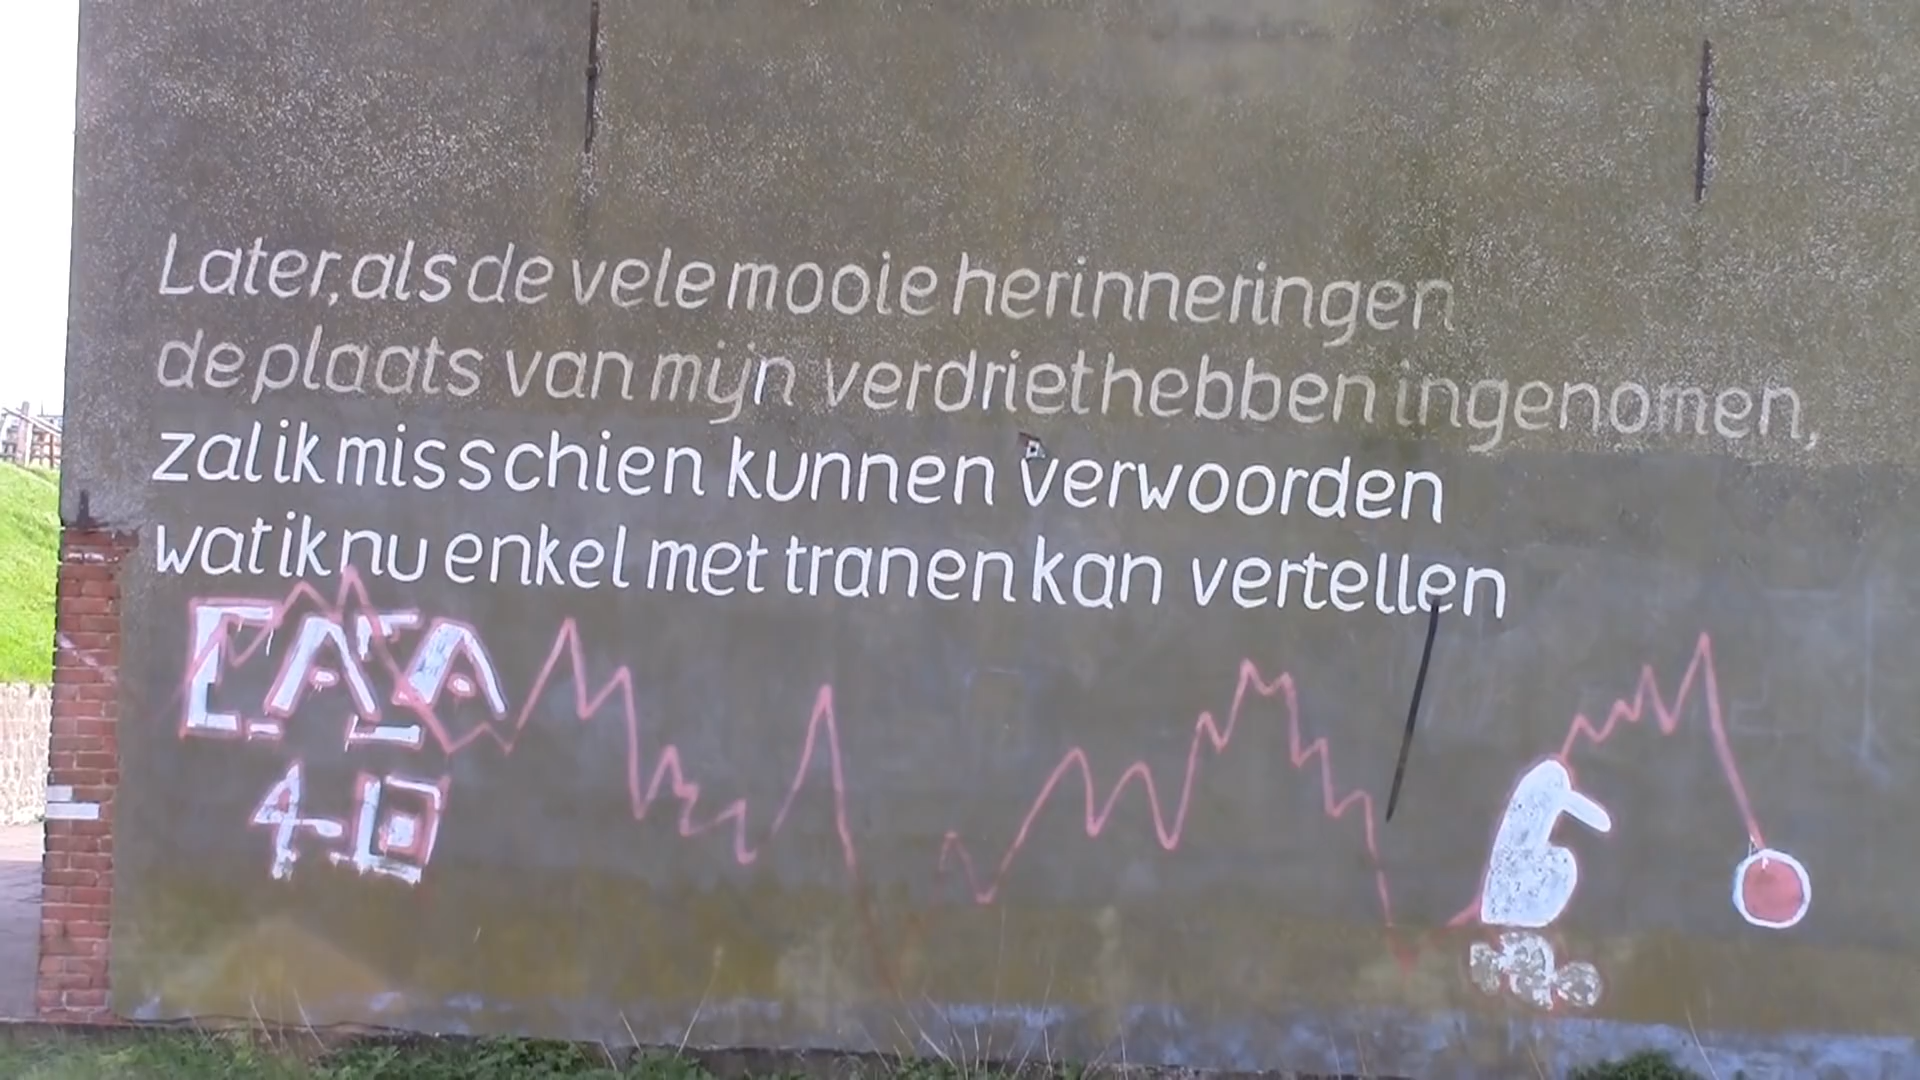 Later, als de vele mooie herinneringen
de plaats van mijn verdriet hebben ingenomen,
zal ik misschien kunnen verwoorden
wat ik nu enkel met tranen kan vertellen